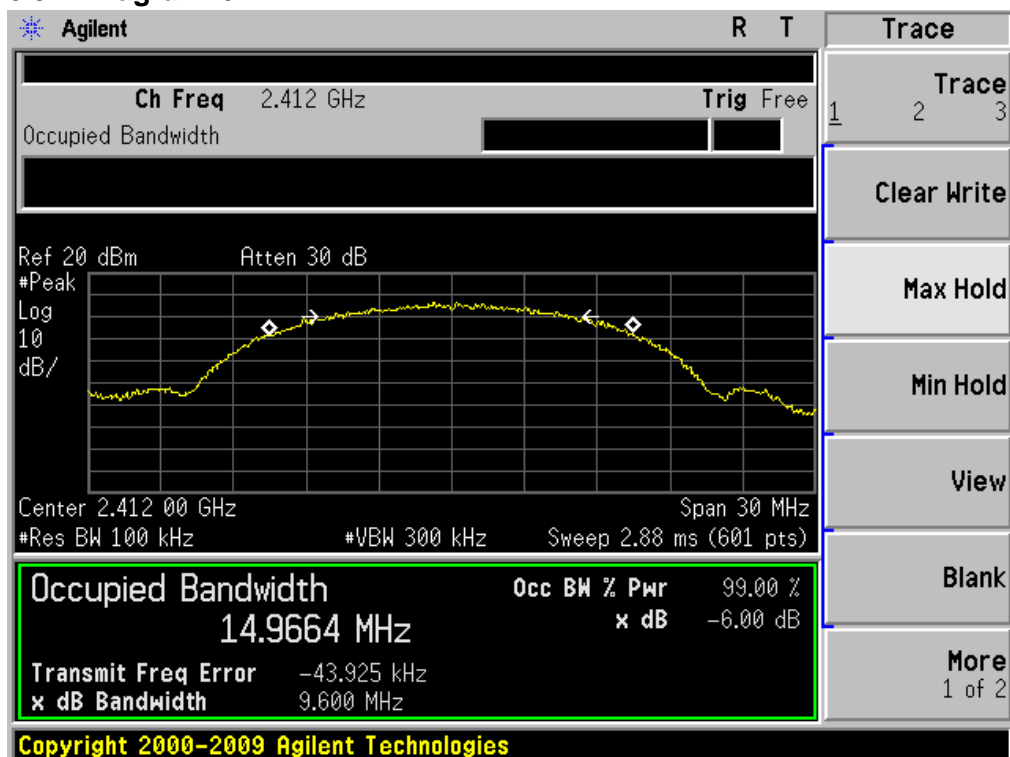 Agilent R T
Ch Freq 2.412 GHz Trig Free
Occupied Bandwidth
Ref 20 dBm Atten 30 dB
#Peak
Log
10
dB/
Center 2.412 00 GHz Span 30 MHz
#Res BW 100 kHz #VBW 300 kHz Sweep 2.88 ms (601 pts)
Occupied Bandwidth Occ BW % Pwr 99.00 %
14.9664 MHz x dB -6.00 dB
Transmit Freq Error -43.925 kHz
x dB Bandwidth 9.600 MHz
Copyright 2000-2009 Agilent Technologies
Trace
Trace
1 2 3
Clear Write
Max Hold
Min Hold
View
Blank
More
1 of 2